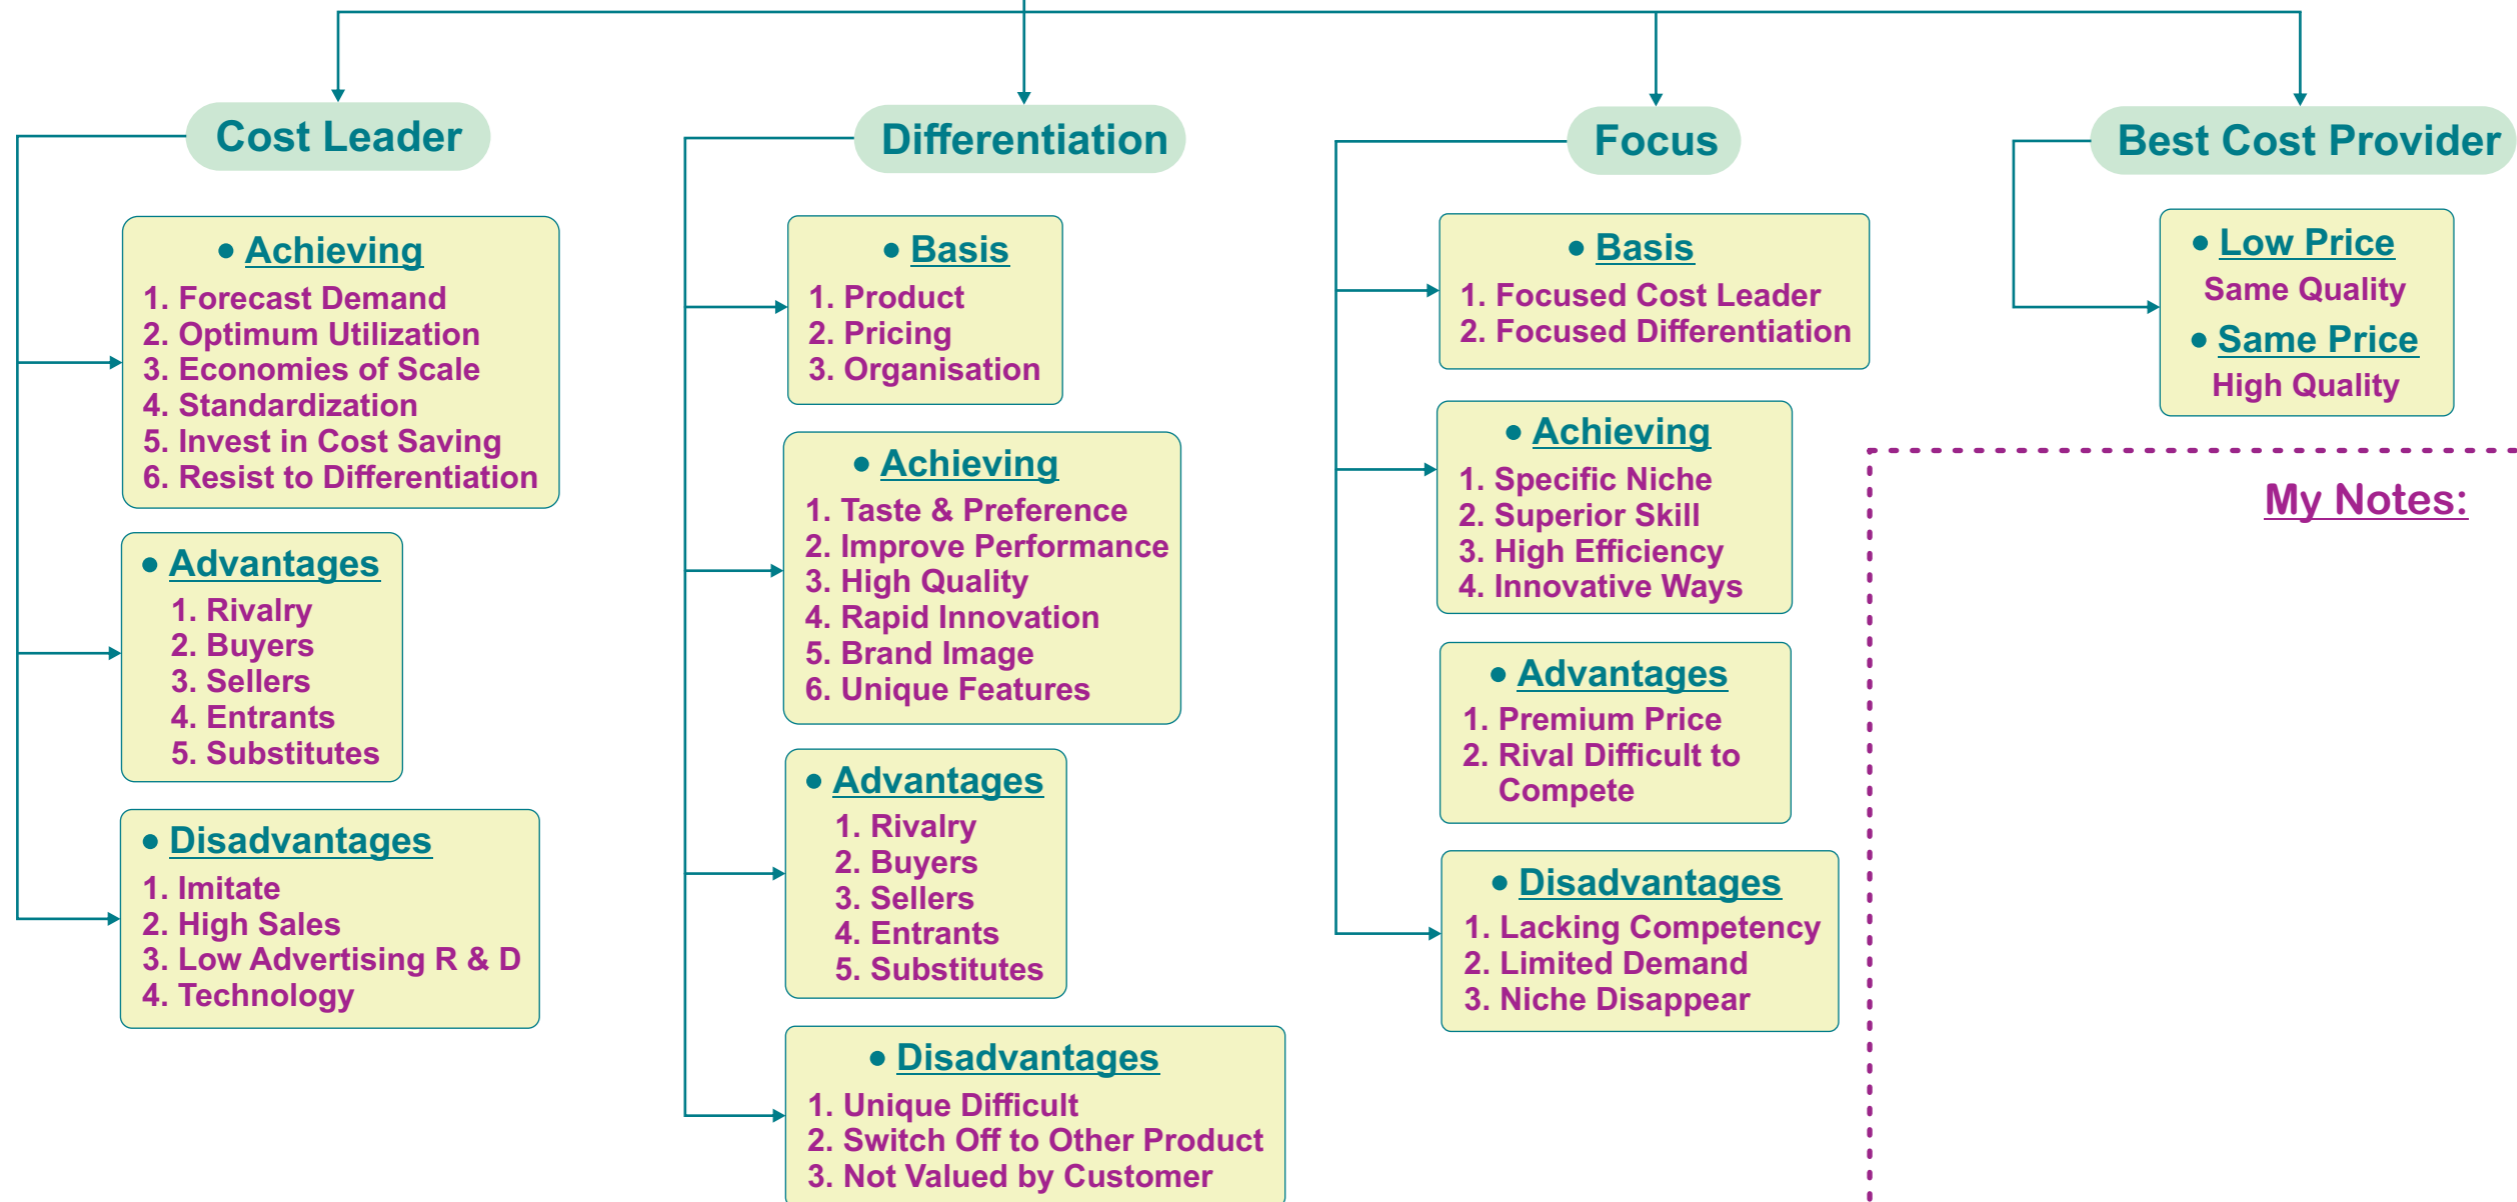 Cost Leader
• Achieving
1. Forecast Demand
2. Optimum Utilization
3. Economies of Scale
4. Standardization
5. Invest in Cost Saving
6. Resist to Differentiation
• Advantages
1. Rivalry
2. Buyers
3. Sellers
4. Entrants
5. Substitutes
• Disadvantages
1. Imitate
2. High Sales
3. Low Advertising R & D
4. Technology
Differentiation
• Basis
1. Product
2. Pricing
3. Organisation
• Achieving
1. Taste & Preference
2. Improve Performance
3. High Quality
4. Rapid Innovation
5. Brand Image
6. Unique Features
• Advantages
1. Rivalry
2. Buyers
3. Sellers
4. Entrants
5. Substitutes
• Disadvantages
1. Unique Difficult
2. Switch Off to Other Product
3. Not Valued by Customer
Focus
• Basis
1. Focused Cost Leader
2. Focused Differentiation
• Achieving
1. Specific Niche
2. Superior Skill
3. High Efficiency
4. Innovative Ways
• Advantages
1. Premium Price
2. Rival Difficult to
Compete
• Disadvantages
1. Lacking Competency
2. Limited Demand
3. Niche Disappear
Best Cost Provider
• Low Price
Same Quality
• Same Price
High Quality
My Notes: